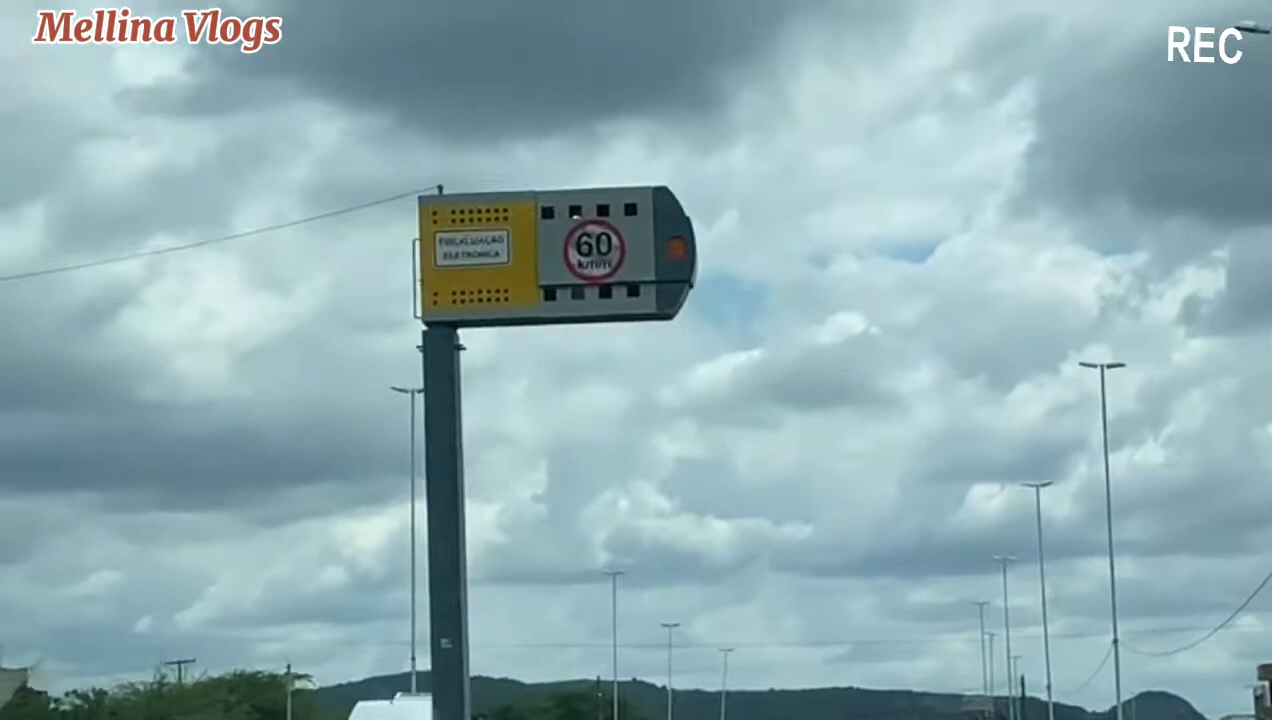 Mellina Vlogs
REC
FISCALIZAÇÃO
ELETRÔNICA
60
km/h